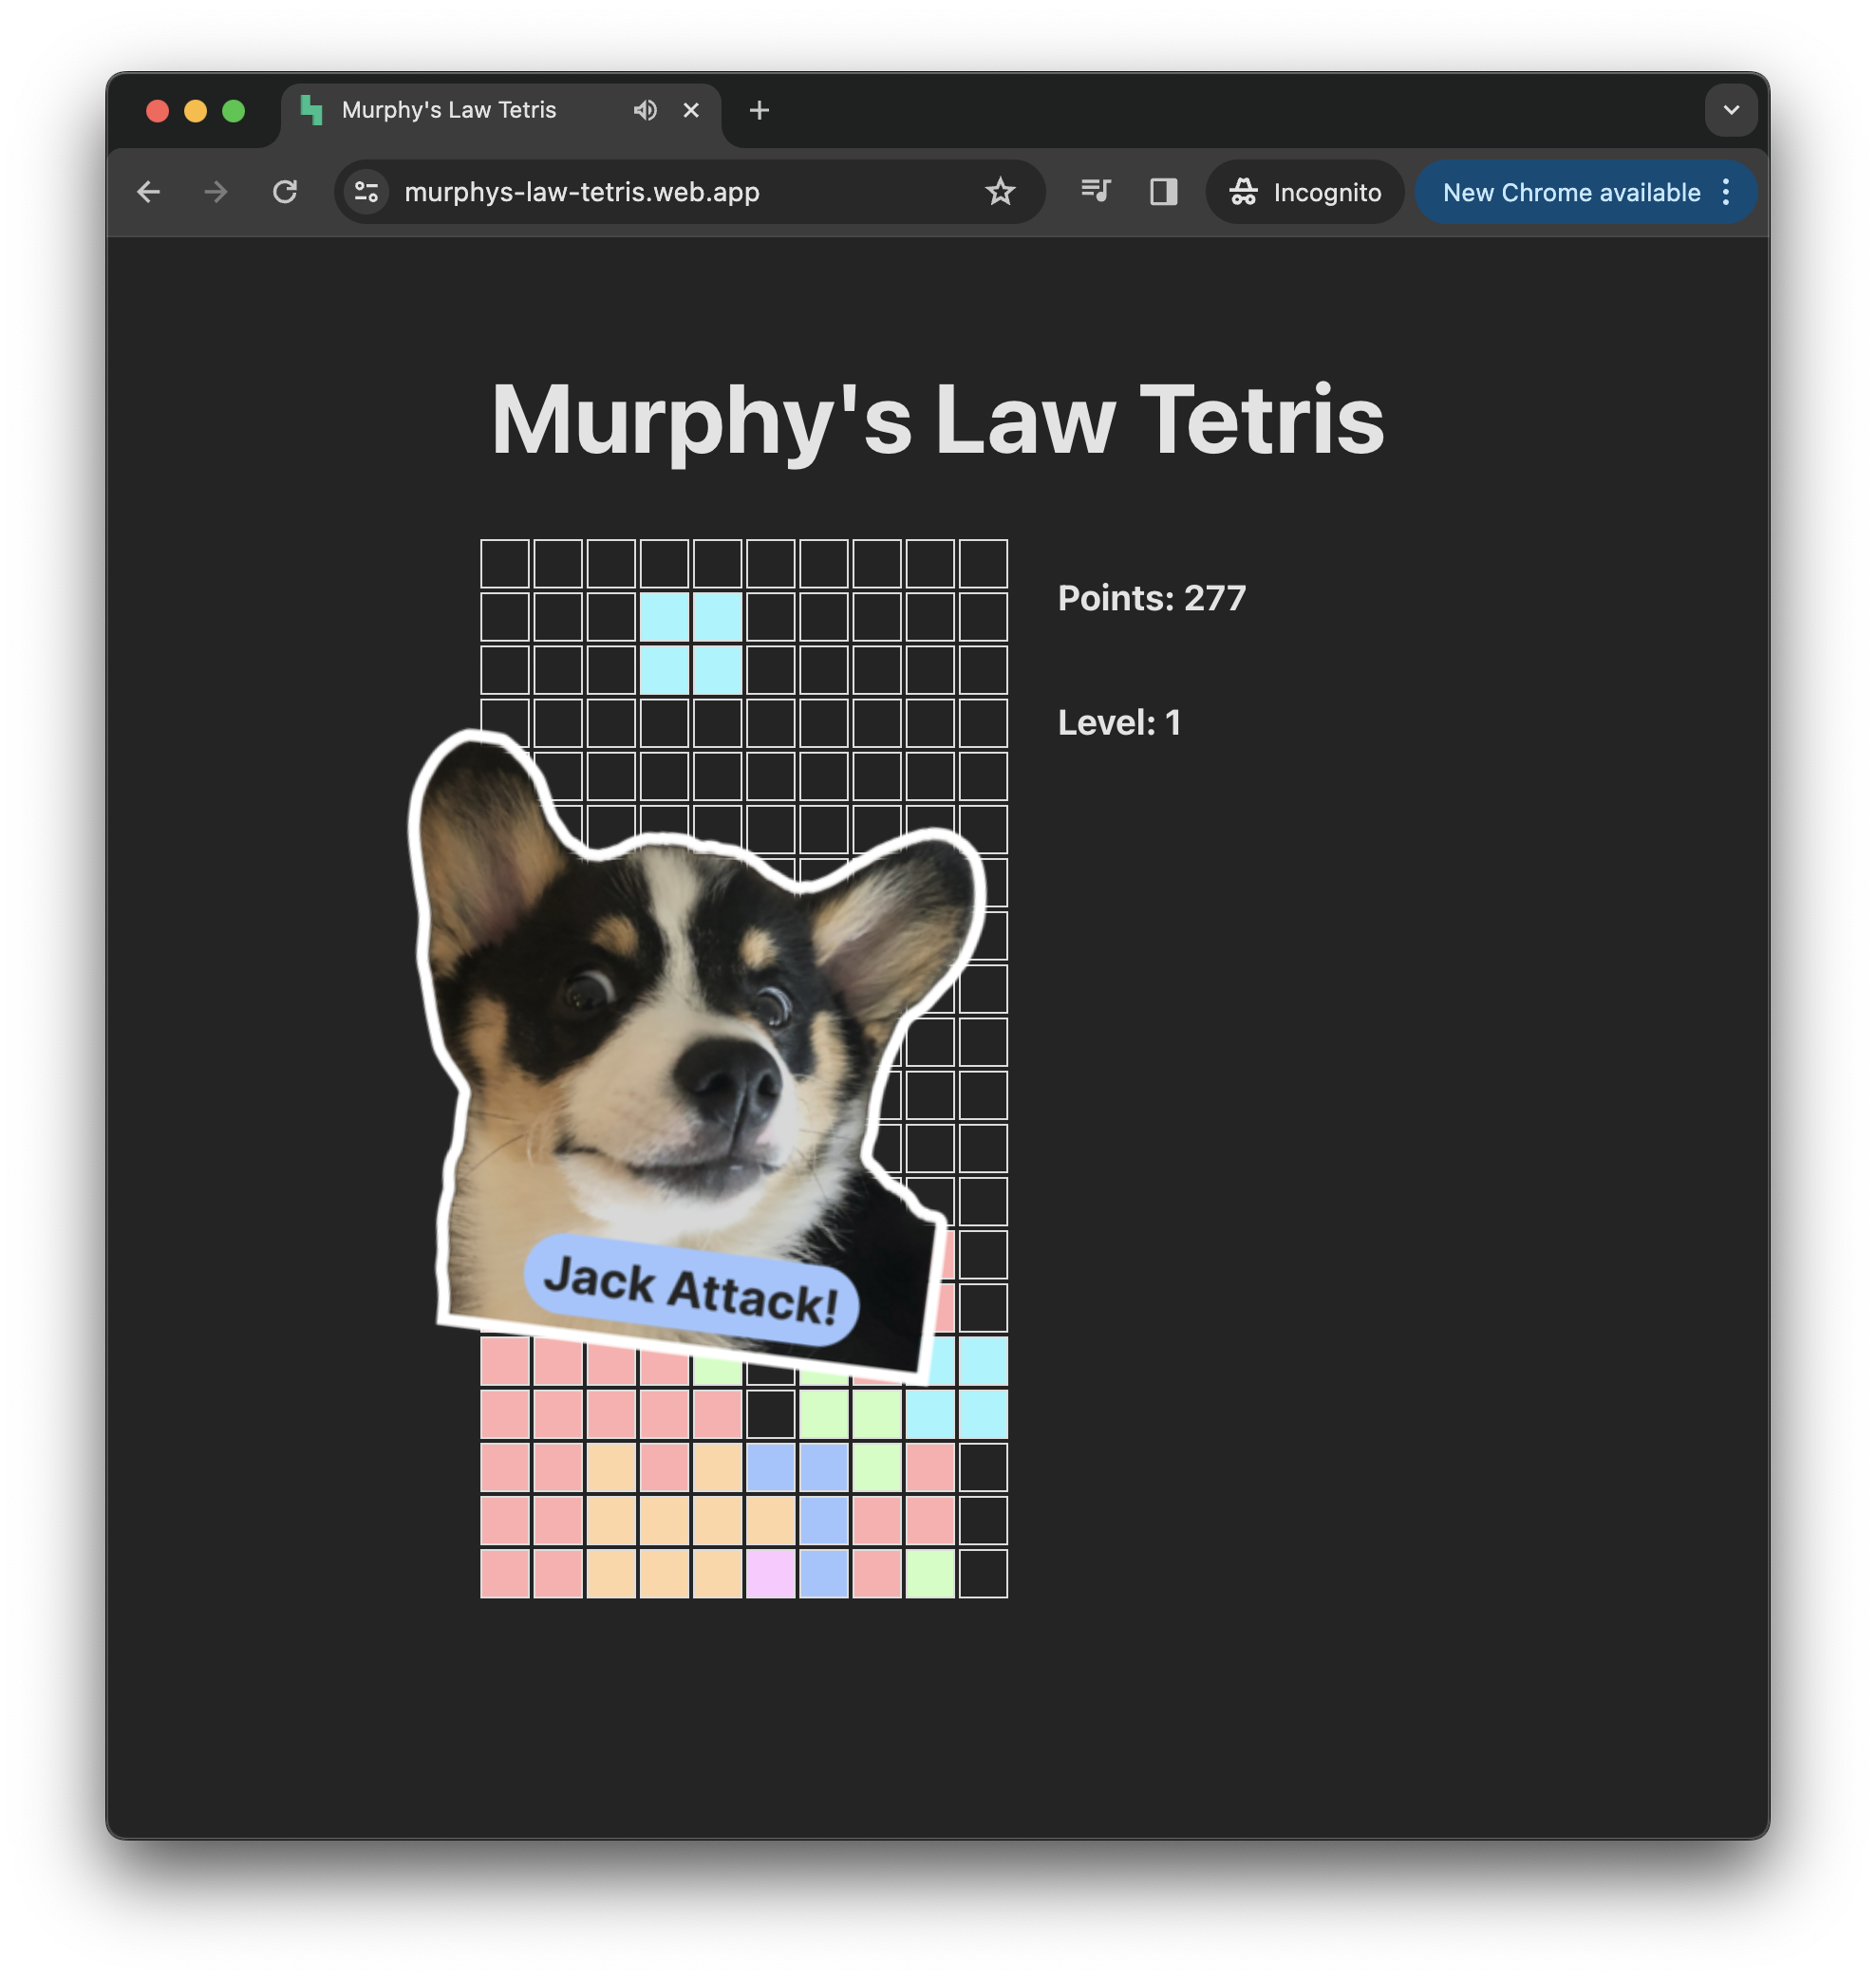 Murphy's Law Tetris
murphys-law-tetris.web.app
Incognito
New Chrome available
Murphy's Law Tetris
Points: 277
Level: 1
Jack Attack!